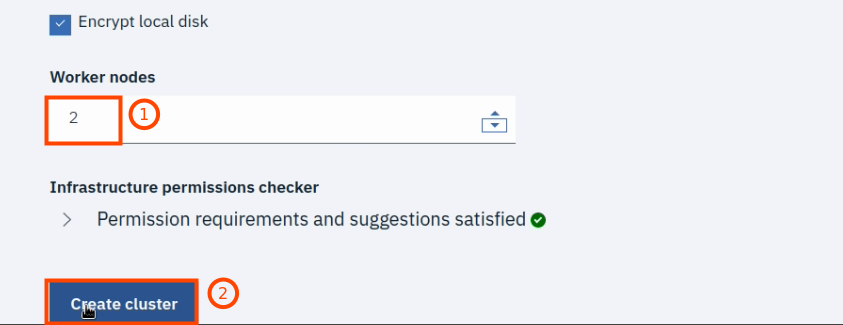 Encrypt local disk
Worker nodes
2
1
Infrastructure permissions checker
Permission requirements and suggestions satisfied
Create cluster
2